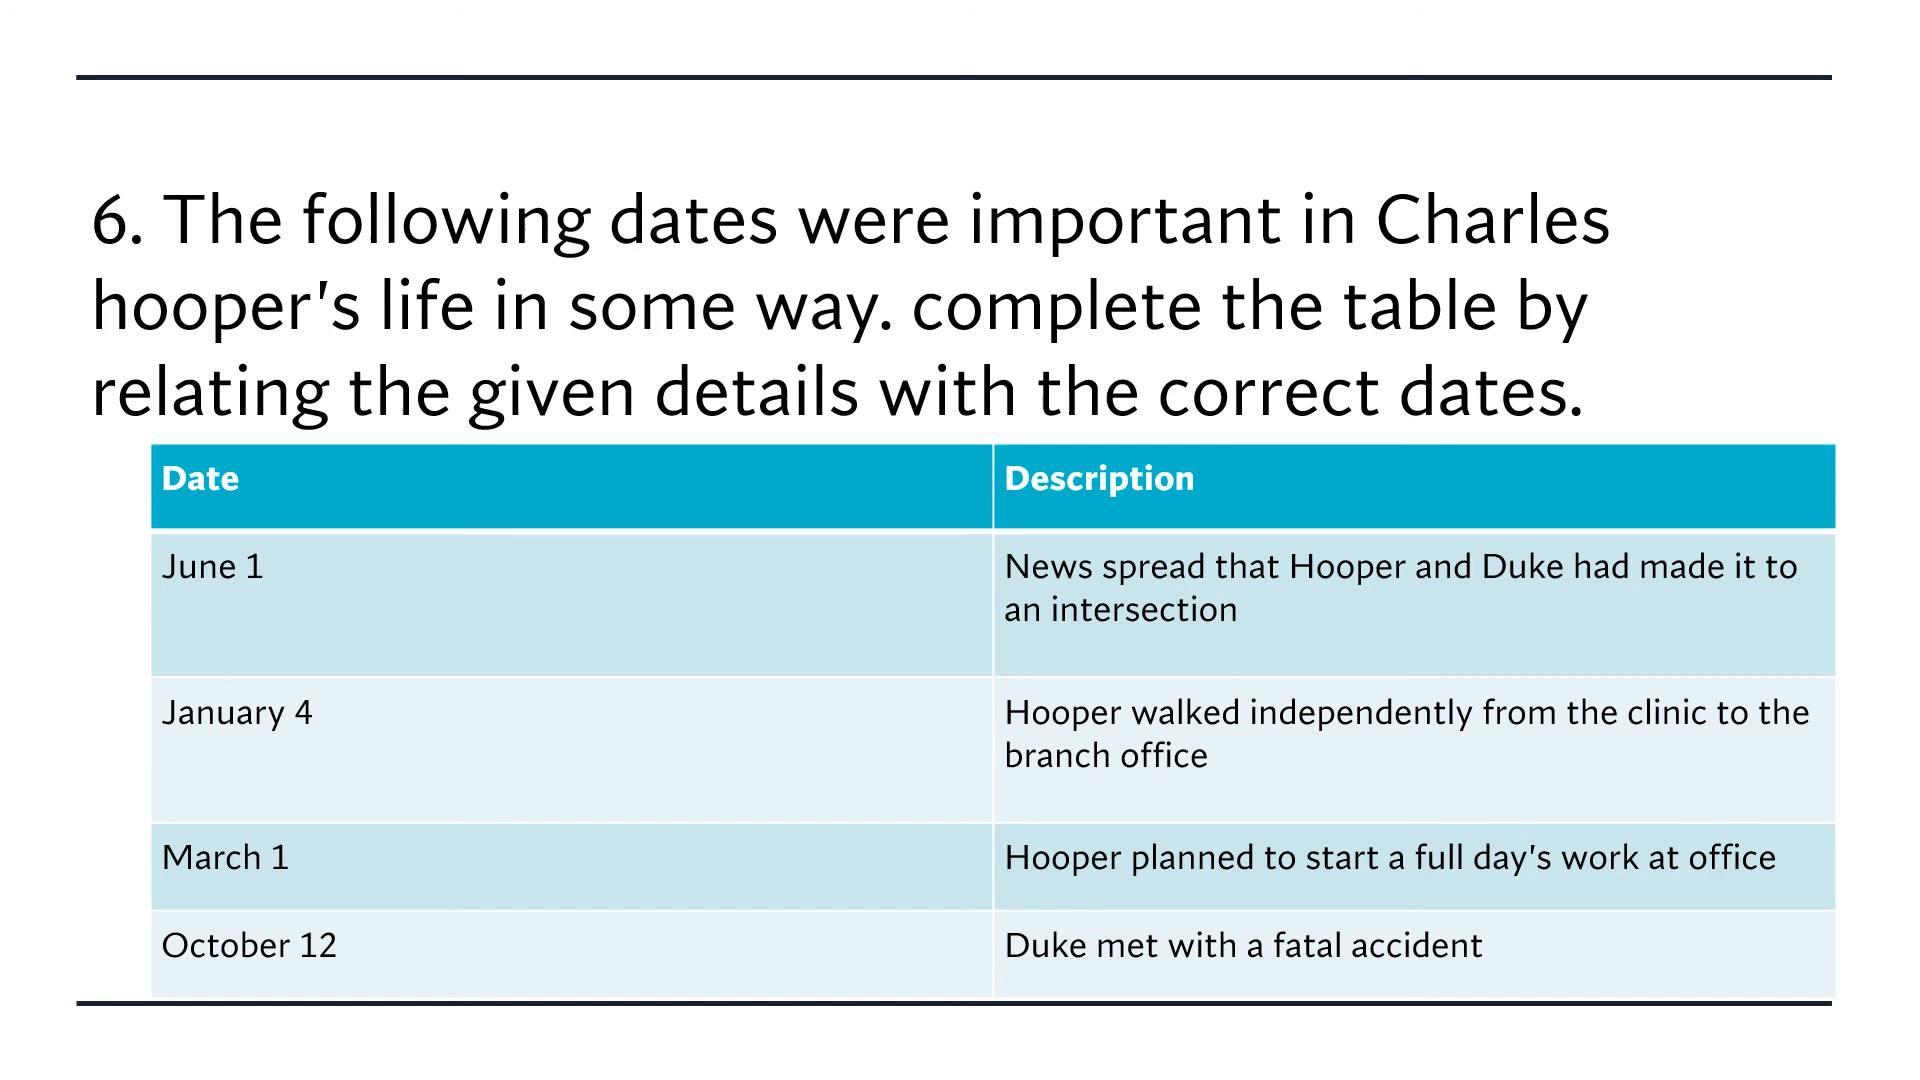 6. The following dates were important in Charles
hooper's life in some way. complete the table by
relating the given details with the correct dates.
Date
Description
June 1
News spread that Hooper and Duke had made it to
an intersection
January 4
Hooper walked independently from the clinic to the
branch office
March 1
Hooper planned to start a full day's work at office
October 12
Duke met with a fatal accident